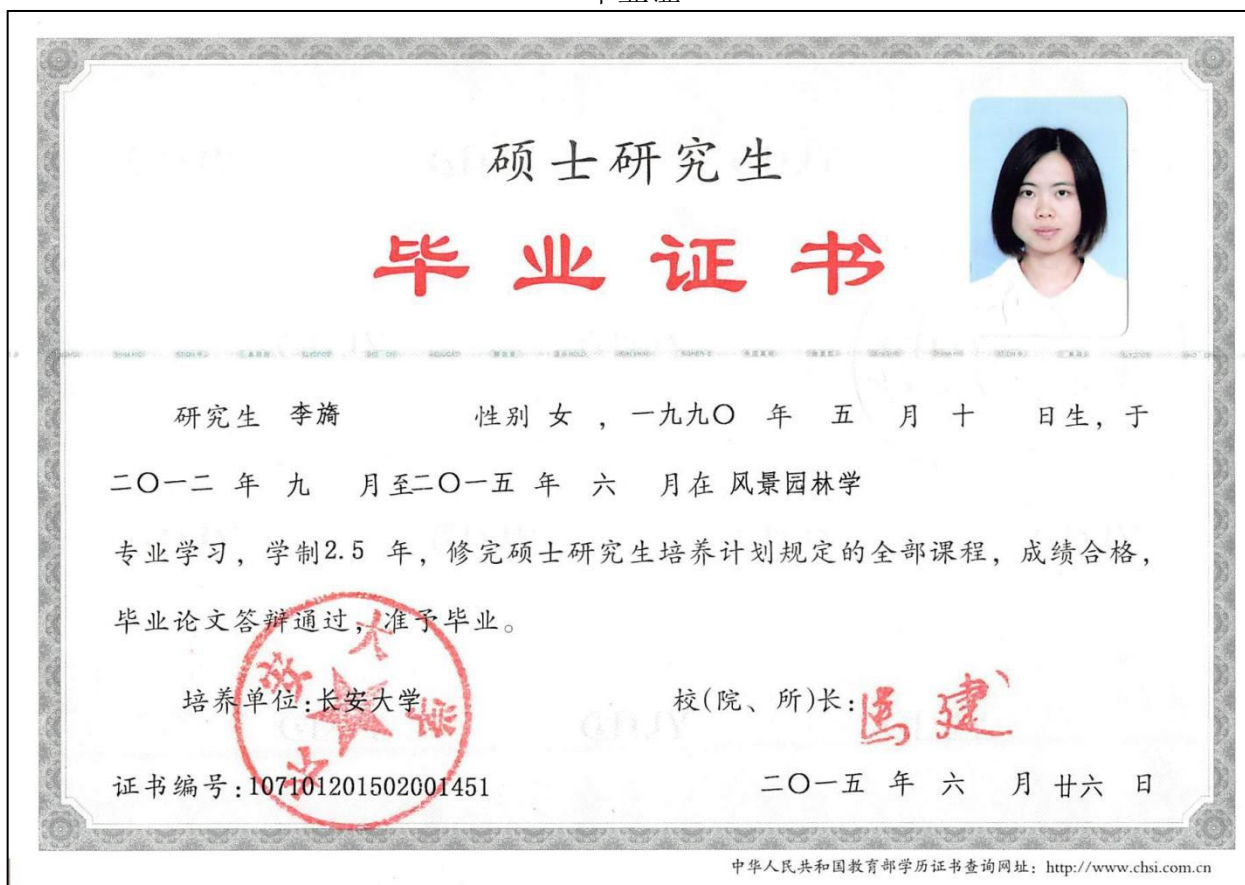 毕业证
硕士研究生
毕业证书
研究生 李旖 性别 女 ，一九九〇 年 五 月 十 日生，于
二〇一二 年 九 月至二〇一五 年 六 月在 风景园林学
专业学习，学制2.5 年，修完硕士研究生培养计划规定的全部课程，成绩合格，
毕业论文答辩通过，准予毕业。
培养单位:长安大学 校(院、所)长:马建
证书编号:107101201502001451 二〇一五 年 六 月 廿六 日
中华人民共和国教育部学历证书查询网址：http://www.chsi.com.cn